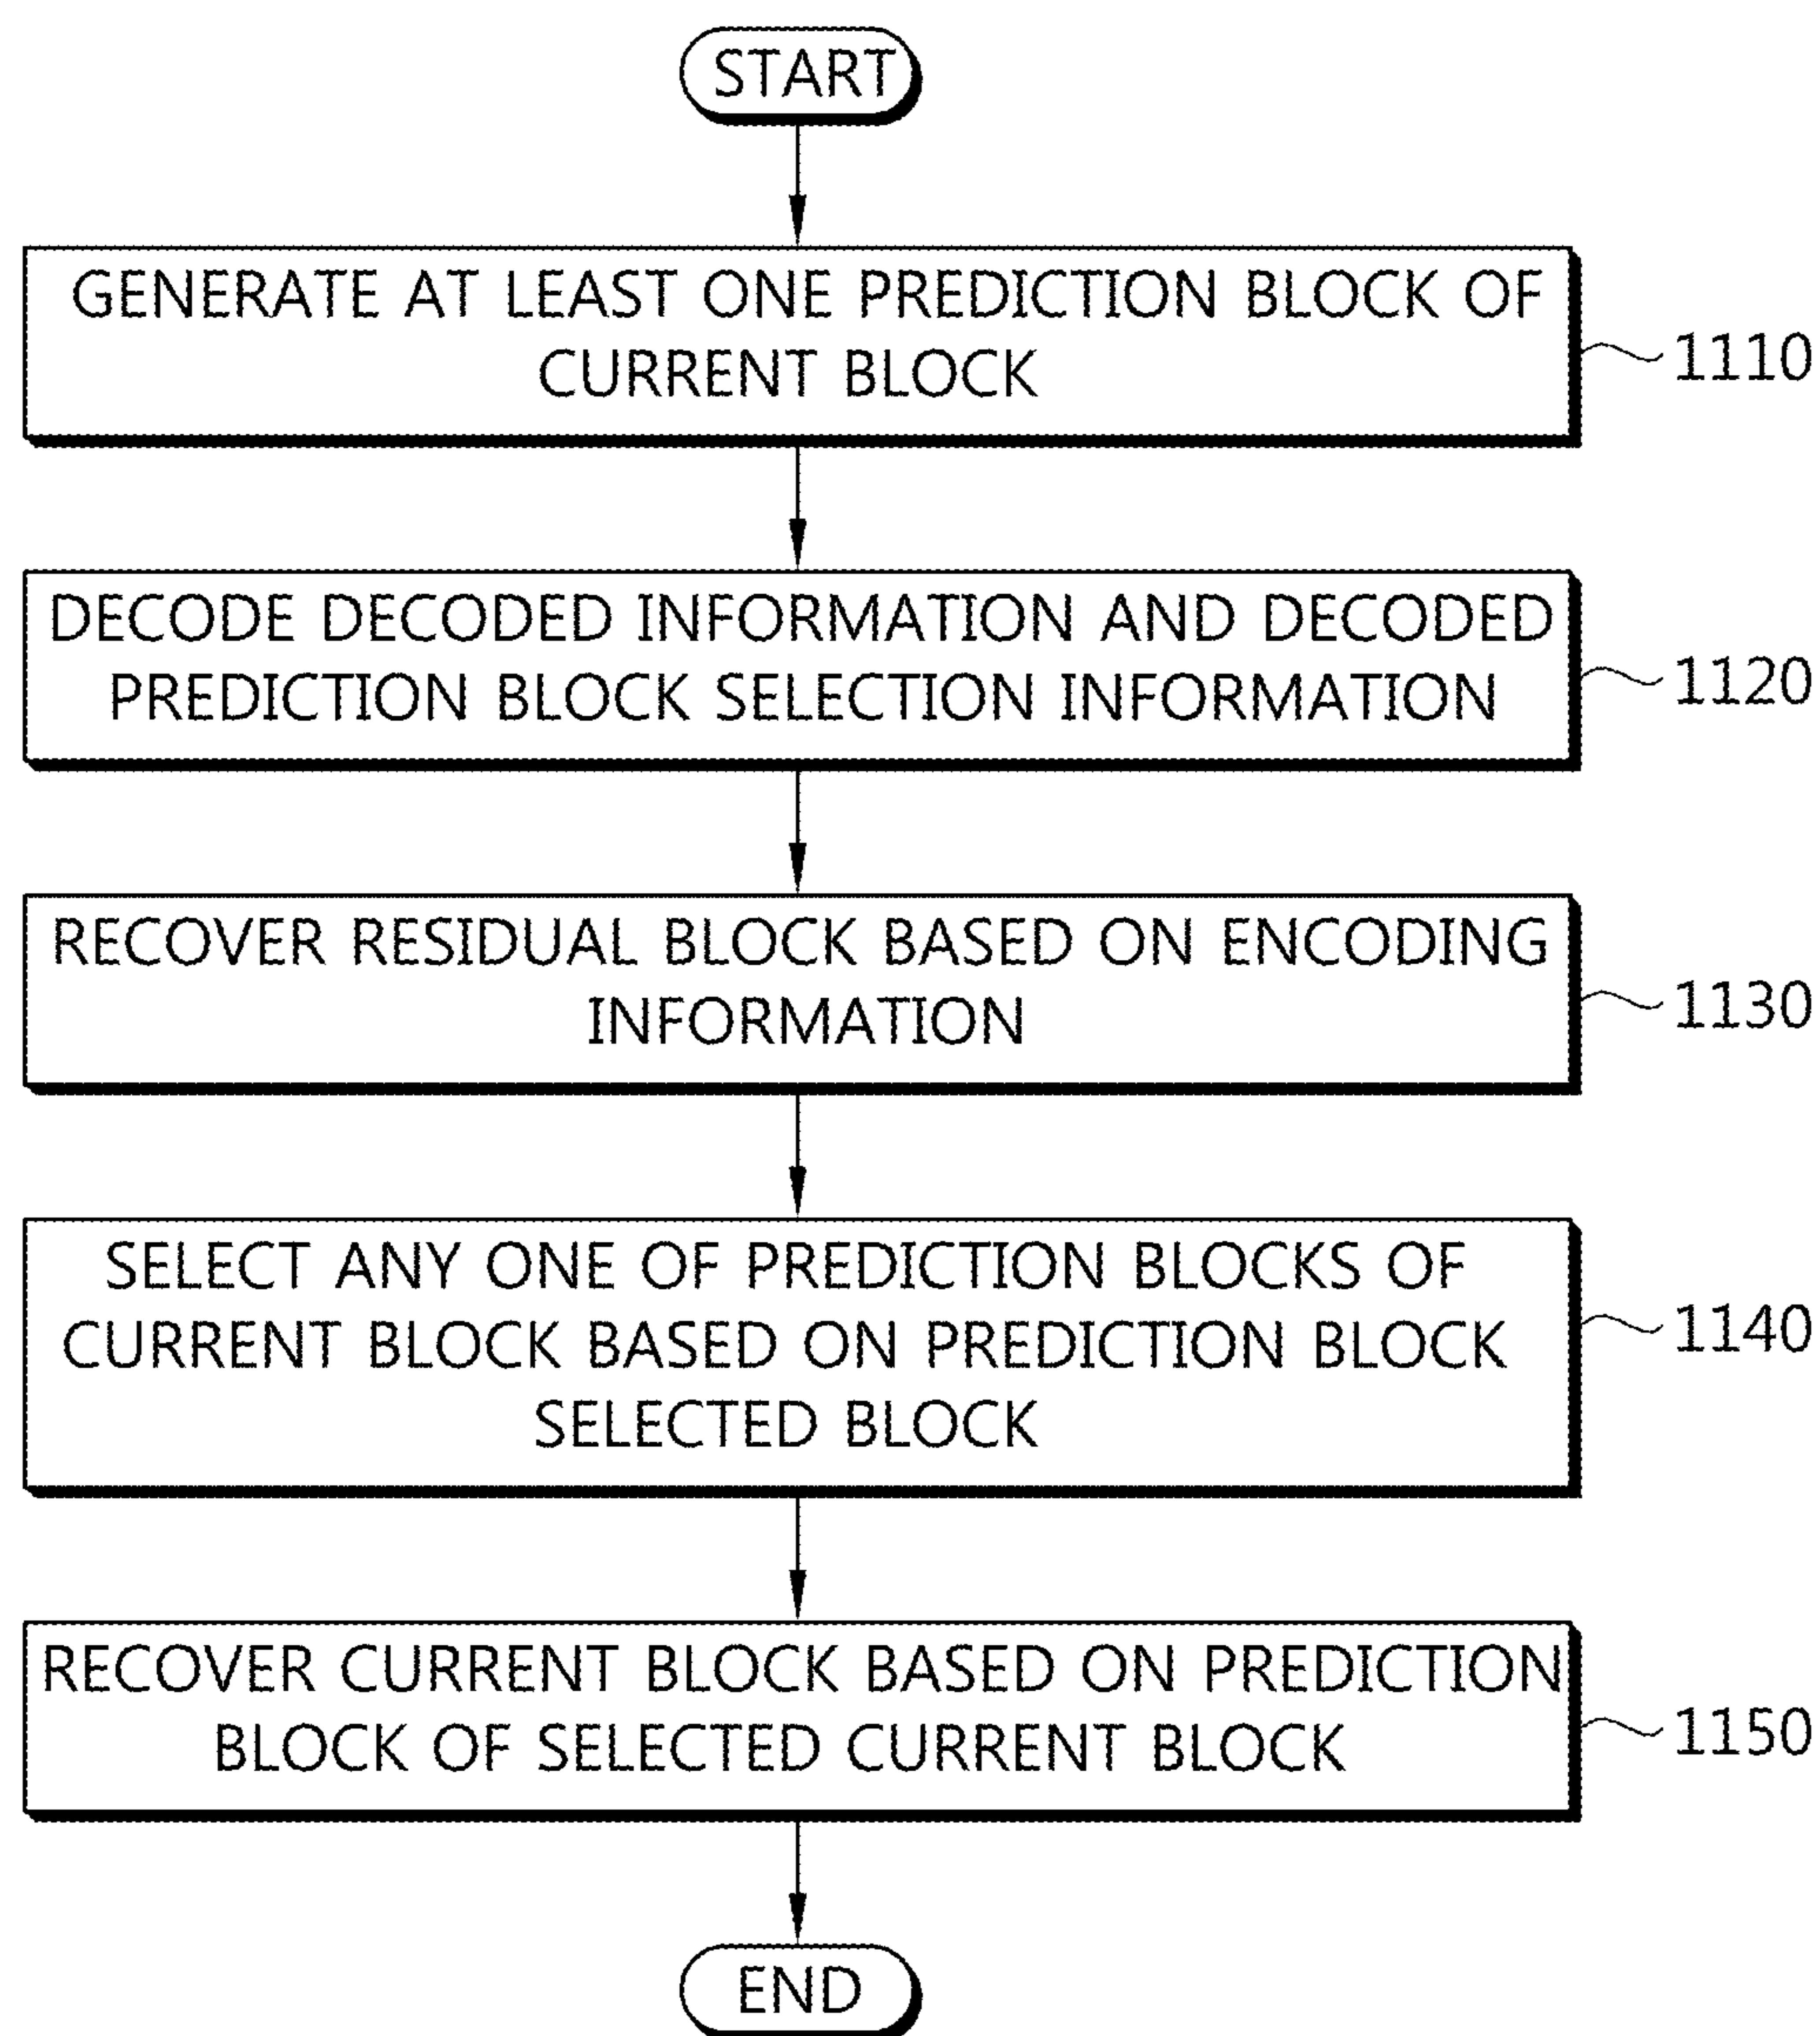 START
GENERATE AT LEAST ONE PREDICTION BLOCK OF
CURRENT BLOCK
1110
DECODE DECODED INFORMATION AND DECODED
PREDICTION BLOCK SELECTION INFORMATION
1120
RECOVER RESIDUAL BLOCK BASED ON ENCODING
INFORMATION
1130
SELECT ANY ONE OF PREDICTION BLOCKS OF
CURRENT BLOCK BASED ON PREDICTION BLOCK
SELECTED BLOCK
1140
RECOVER CURRENT BLOCK BASED ON PREDICTION
BLOCK OF SELECTED CURRENT BLOCK
1150
END